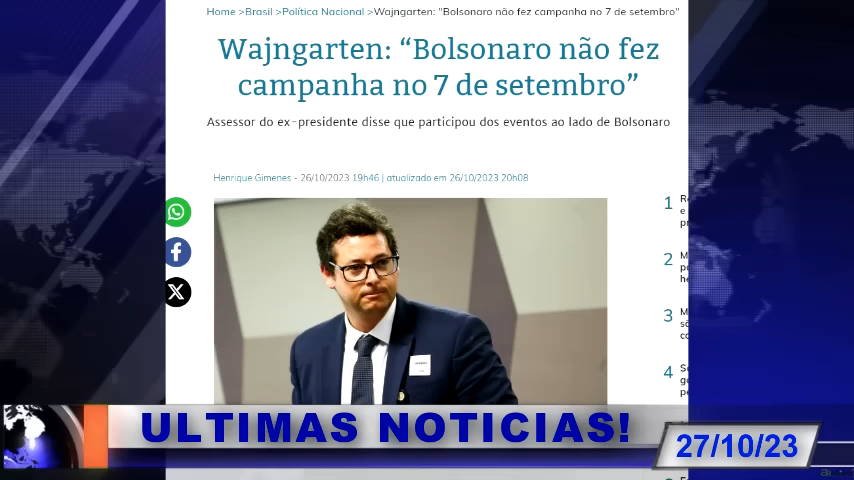 Home >Brasil >Política Nacional >Wajngarten: "Bolsonaro não fez campanha no 7 de setembro"
Wajngarten: “Bolsonaro não fez
campanha no 7 de setembro”
Assessor do ex-presidente disse que participou dos eventos ao lado de Bolsonaro
Henrique Gimenes - 26/10/2023 19h46 | atualizado em 26/10/2023 20h08
1
e
2
3
4
ULTIMAS NOTICIAS!
27/10/23